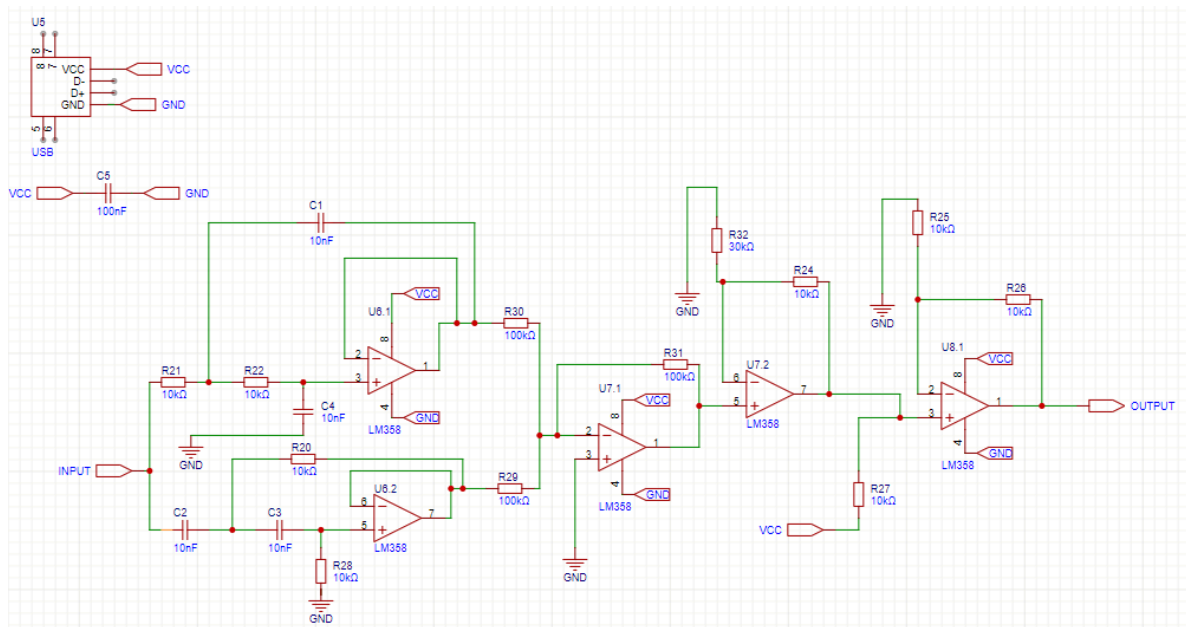 U5
8 7
8 7
VCC
D-
D+
GND
5 6
USB
VCC
GND
VCC
C5
100nF
GND
C1
10nF
R21
10kΩ
R22
10kΩ
C4
10nF
GND
U6.1
VCC
8
2
3
1
4
GND
LM358
R30
100kΩ
INPUT
R20
10kΩ
C2
10nF
C3
10nF
R28
10kΩ
GND
U6.2
6
5
7
LM358
R29
100kΩ
R31
100kΩ
U7.1
VCC
8
2
3
1
4
GND
LM358
GND
R32
30kΩ
GND
R24
10kΩ
U7.2
6
5
7
LM358
R25
10kΩ
GND
R26
10kΩ
U8.1
VCC
8
2
3
1
4
GND
LM358
OUTPUT
R27
10kΩ
VCC